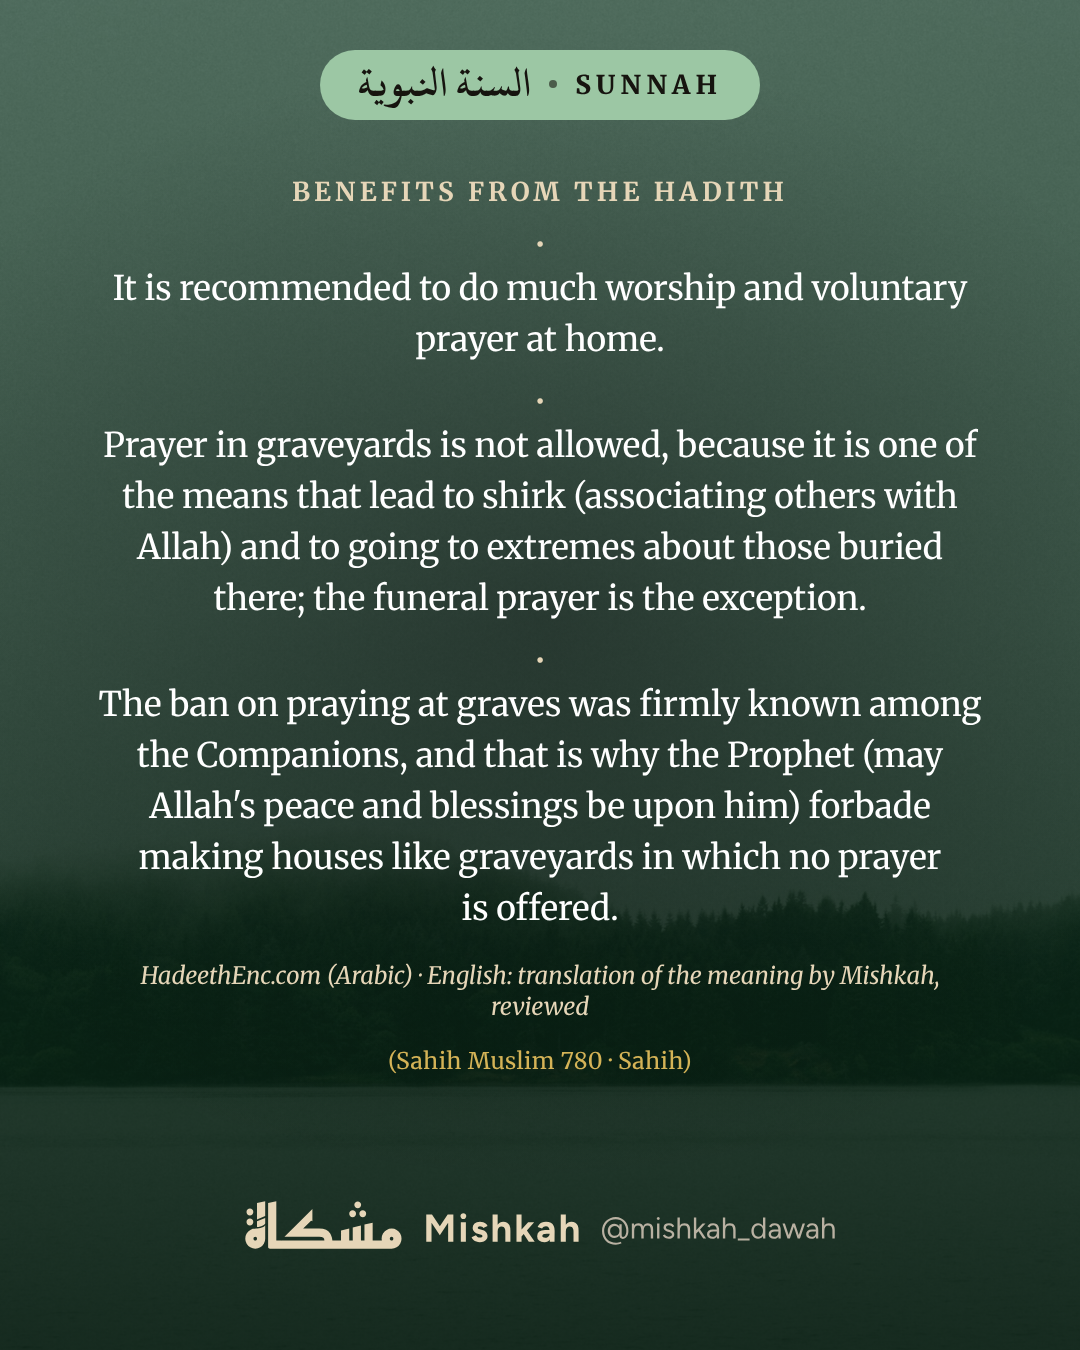 السنة النبوية • SUNNAH
BENEFITS FROM THE HADITH
•
It is recommended to do much worship and voluntary
prayer at home.
•
Prayer in graveyards is not allowed, because it is one of
the means that lead to shirk (associating others with
Allah) and to going to extremes about those buried
there; the funeral prayer is the exception.
•
The ban on praying at graves was firmly known among
the Companions, and that is why the Prophet (may
Allah's peace and blessings be upon him) forbade
making houses like graveyards in which no prayer
is offered.
HadeethEnc.com (Arabic) · English: translation of the meaning by Mishkah,
reviewed
(Sahih Muslim 780 · Sahih)
مشكاة Mishkah @mishkah_dawah